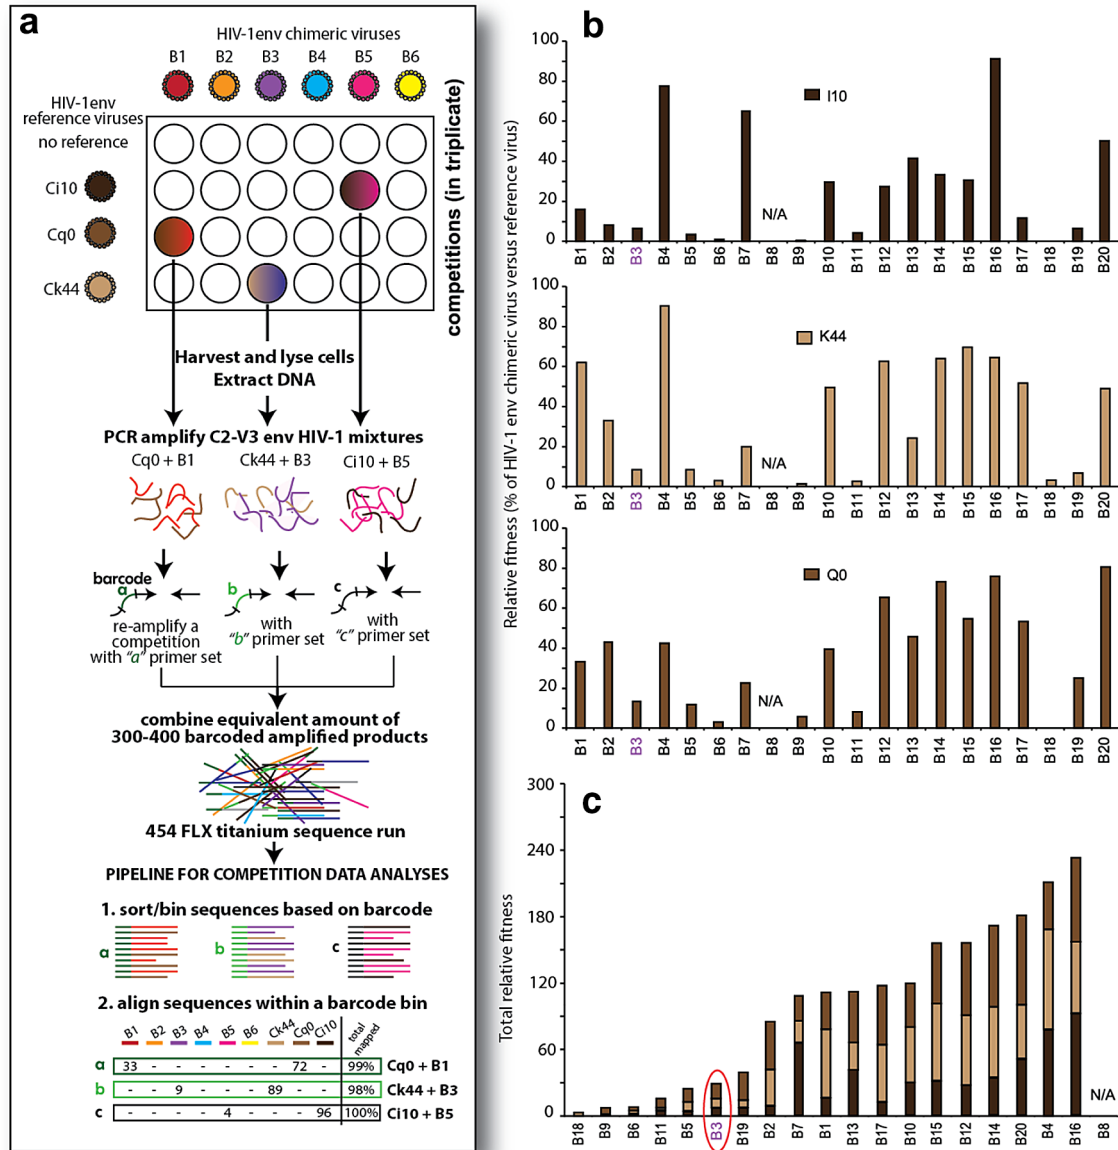 a
HIV-1env chimeric viruses
B1 B2 B3 B4 B5 B6
HIV-1env
reference viruses
no reference
Ci10
Cq0
Ck44
competitions (in triplicate)
Harvest and lyse cells
Extract DNA
PCR amplify C2-V3 env HIV-1 mixtures
Cq0 + B1 Ck44 + B3 Ci10 + B5
barcode
a b c
re-amplify a
competition
with "a" primer set
with
"b" primer set
with
"c" primer set
combine equivalent amount of
300-400 barcoded amplified products
454 FLX titanium sequence run
PIPELINE FOR COMPETITION DATA ANALYSES
1. sort/bin sequences based on barcode
a b c
2. align sequences within a barcode bin
B1 B2 B3 B4 B5 B6 Ck44 Cq0 Ci10 total mapped
a 33 - - - - - - 72 - 99% Cq0 + B1
b - - 9 - - - 89 - - 98% Ck44 + B3
c - - - - 4 - - - 96 100% Ci10 + B5
b
Relative fitness (% of HIV-1 env chimeric virus versus reference virus)
100
80
60
40
20
0
I10
N/A
B1 B2 B3 B4 B5 B6 B7 B8 B9 B10 B11 B12 B13 B14 B15 B16 B17 B18 B19 B20
100
80
60
40
20
0
K44
N/A
B1 B2 B3 B4 B5 B6 B7 B8 B9 B10 B11 B12 B13 B14 B15 B16 B17 B18 B19 B20
100
80
60
40
20
0
Q0
N/A
B1 B2 B3 B4 B5 B6 B7 B8 B9 B10 B11 B12 B13 B14 B15 B16 B17 B18 B19 B20
c
Total relative fitness
300
240
180
120
60
0
N/A
B18 B9 B6 B11 B5 B3 B19 B2 B7 B1 B13 B17 B10 B15 B12 B14 B20 B4 B16 B8